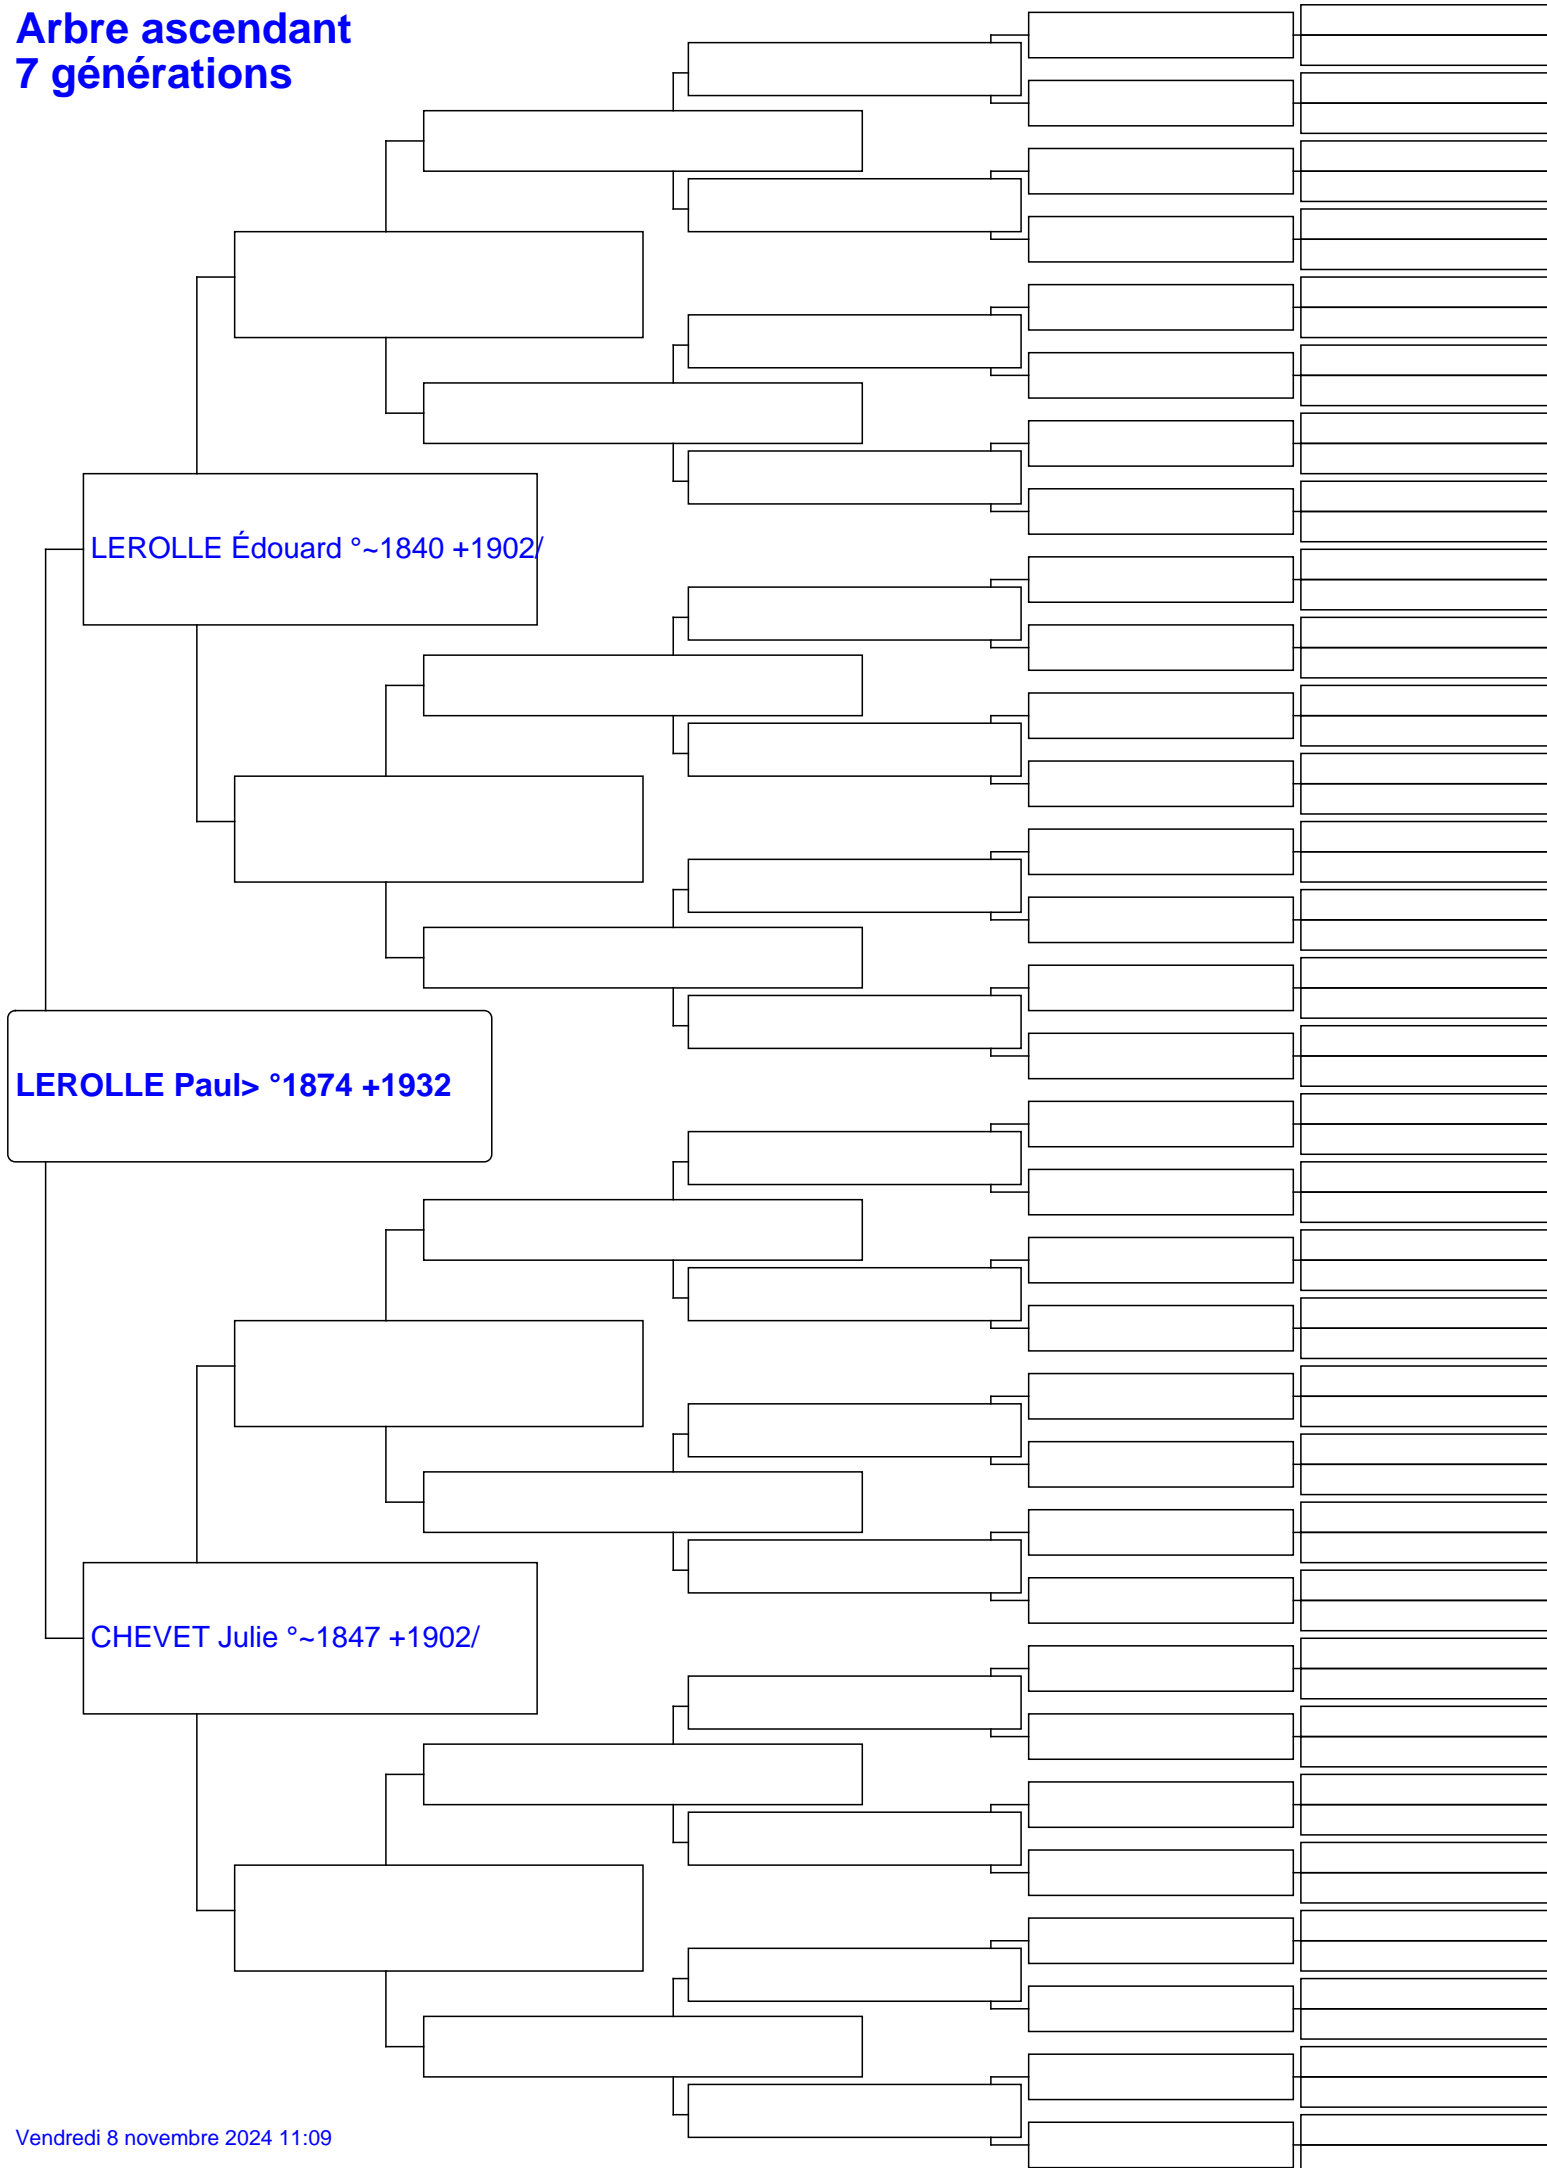 Arbre ascendant
7 générations
LEROLLE Édouard °~1840 +1902/
LEROLLE Paul> °1874 +1932
CHEVET Julie °~1847 +1902/
Vendredi 8 novembre 2024 11:09